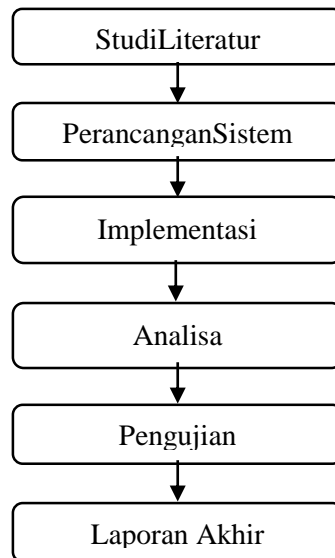 StudiLiteratur
PerancanganSistem
Implementasi
Analisa
Pengujian
Laporan Akhir